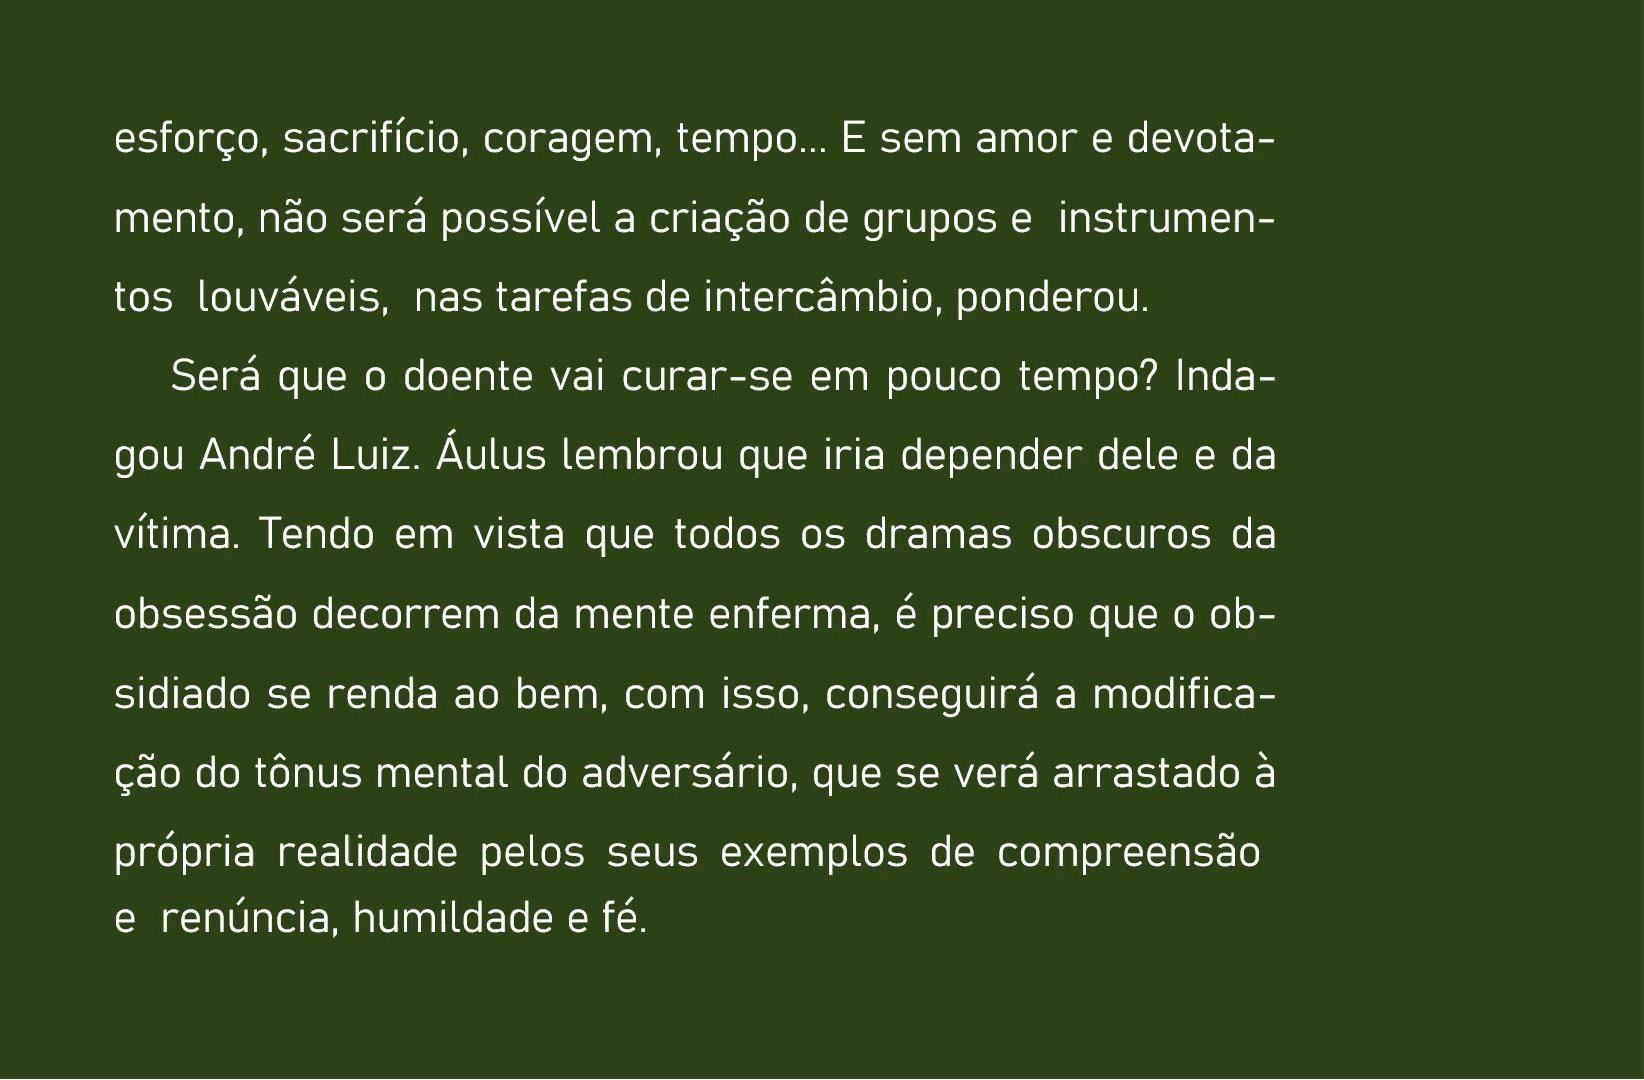 esforço, sacrifício, coragem, tempo... E sem amor e devota-
mento, não será possível a criação de grupos e instrumen-
tos louváveis, nas tarefas de intercâmbio, ponderou.
Será que o doente vai curar-se em pouco tempo? Inda-
gou André Luiz. Áulus lembrou que iria depender dele e da
vítima. Tendo em vista que todos os dramas obscuros da
obsessão decorrem da mente enferma, é preciso que o ob-
sidiado se renda ao bem, com isso, conseguirá a modifica-
ção do tônus mental do adversário, que se verá arrastado à
própria realidade pelos seus exemplos de compreensão
e renúncia, humildade e fé.